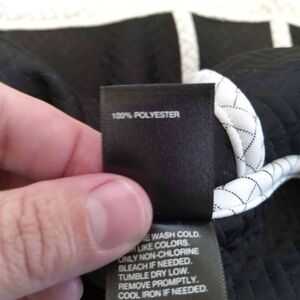 100% POLYESTER
WASH COLD.
LIKE COLORS.
ONLY NON-CHLORINE
BLEACH IF NEEDED.
TUMBLE DRY LOW.
REMOVE PROMPTLY.
COOL IRON IF NEEDED.